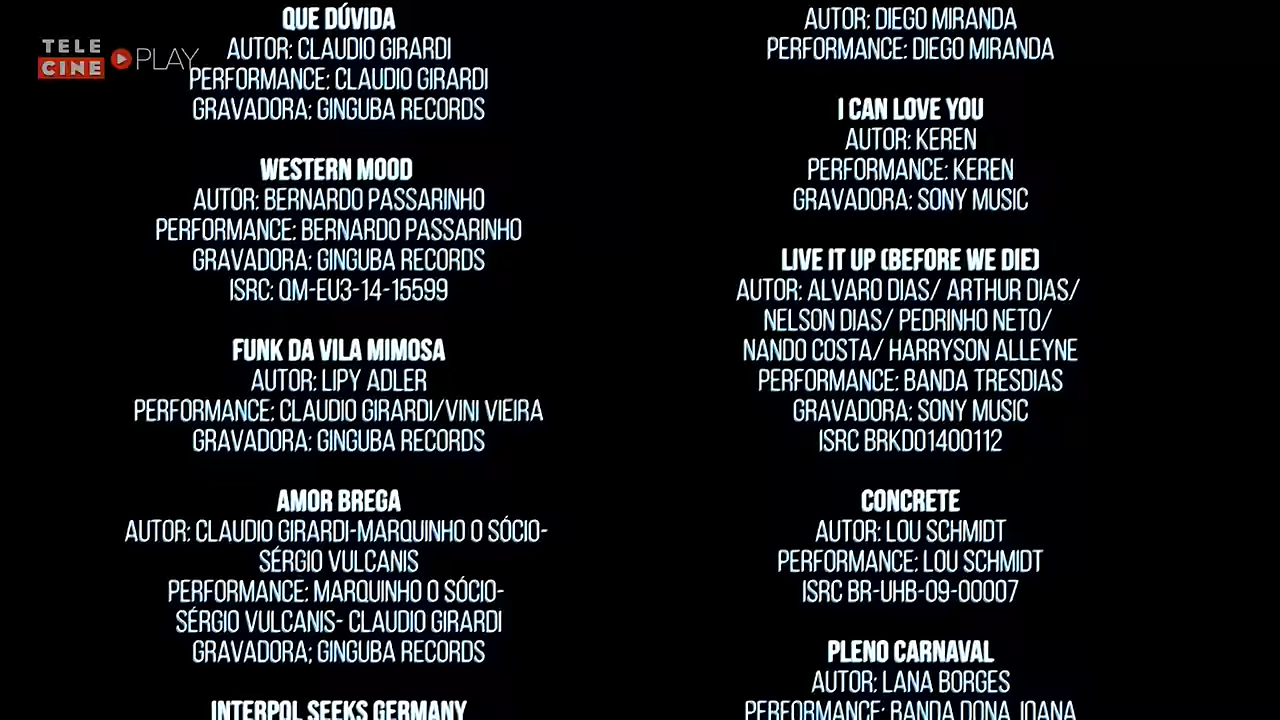 TELE
CINE PLAY
QUE DÚVIDA
AUTOR: CLAUDIO GIRARDI
PERFORMANCE: CLAUDIO GIRARDI
GRAVADORA: GINGUBA RECORDS
WESTERN MOOD
AUTOR: BERNARDO PASSARINHO
PERFORMANCE: BERNARDO PASSARINHO
GRAVADORA: GINGUBA RECORDS
ISRC: QM-EU3-14-15599
FUNK DA VILA MIMOSA
AUTOR: LIPY ADLER
PERFORMANCE: CLAUDIO GIRARDI/VINI VIEIRA
GRAVADORA: GINGUBA RECORDS
AMOR BREGA
AUTOR: CLAUDIO GIRARDI-MARQUINHO O SÓCIO-
SÉRGIO VULCANIS
PERFORMANCE: MARQUINHO O SÓCIO-
SÉRGIO VULCANIS- CLAUDIO GIRARDI
GRAVADORA; GINGUBA RECORDS
INTERPOL SEEKS GERMANY
AUTOR: DIEGO MIRANDA
PERFORMANCE: DIEGO MIRANDA
I CAN LOVE YOU
AUTOR: KEREN
PERFORMANCE: KEREN
GRAVADORA: SONY MUSIC
LIVE IT UP (BEFORE WE DIE)
AUTOR: ALVARO DIAS/ ARTHUR DIAS/
NELSON DIAS/ PEDRINHO NETO/
NANDO COSTA/ HARRYSON ALLEYNE
PERFORMANCE: BANDA TRESDIAS
GRAVADORA: SONY MUSIC
ISRC BRKD01400112
CONCRETE
AUTOR: LOU SCHMIDT
PERFORMANCE: LOU SCHMIDT
ISRC BR-UHB-09-00007
PLENO CARNAVAL
AUTOR: LANA BORGES
PERFORMANCE: BANDA DONA JOANA